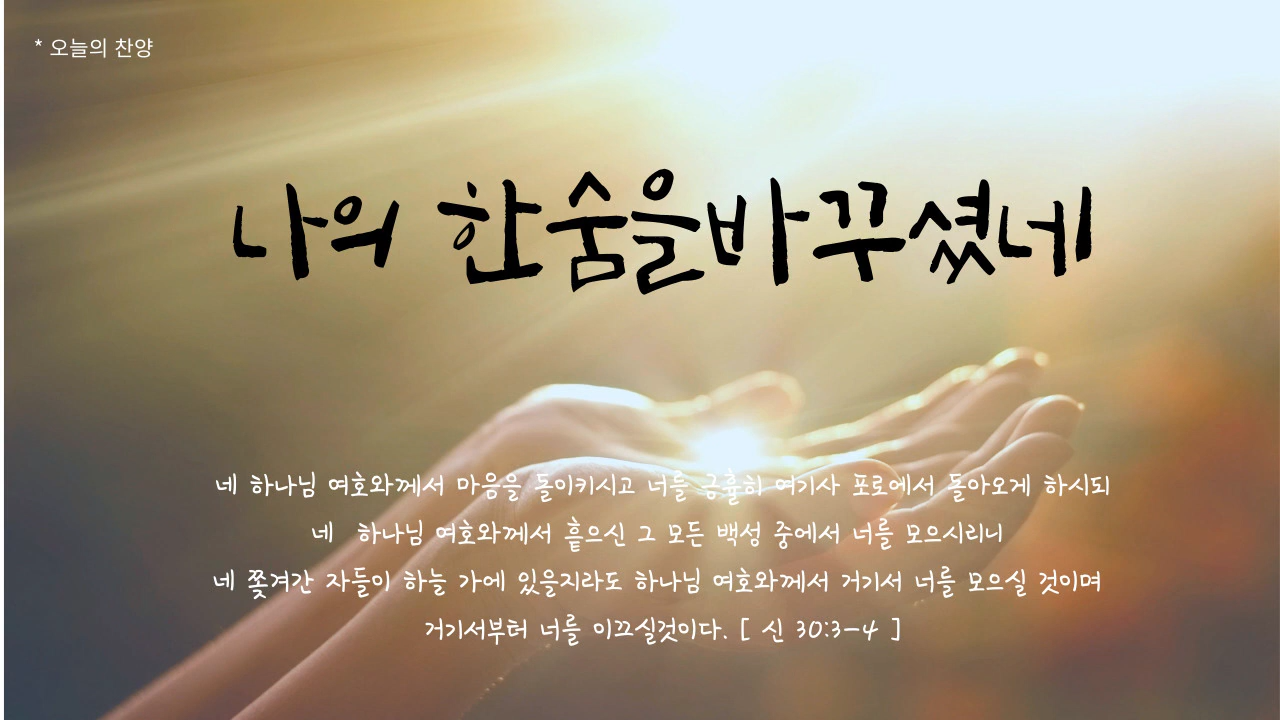 * 오늘의 찬양
나의 한숨을바꾸셨네
네 하나님 여호와께서 마음을 돌이키시고 너를 긍휼히 여기사 포로에서 돌아오게 하시되
네 하나님 여호와께서 흩으신 그 모든 백성 중에서 너를 모으시리니
네 쫓겨간 자들이 하늘 가에 있을지라도 하나님 여호와께서 거기서 너를 모으실 것이며
거기서부터 너를 이끄실것이다. [ 신 30:3-4 ]